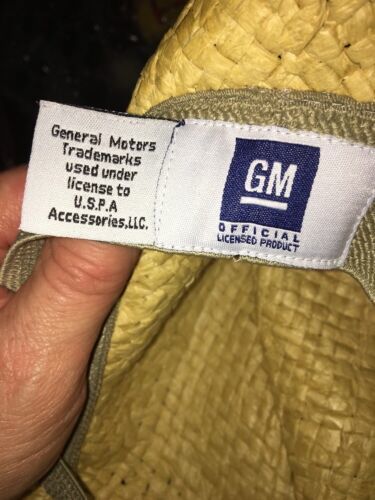 General Motors
Trademarks
used under
license to
U.S.P.A
Accessories,LLC.
GM
OFFICIAL
LICENSED PRODUCT